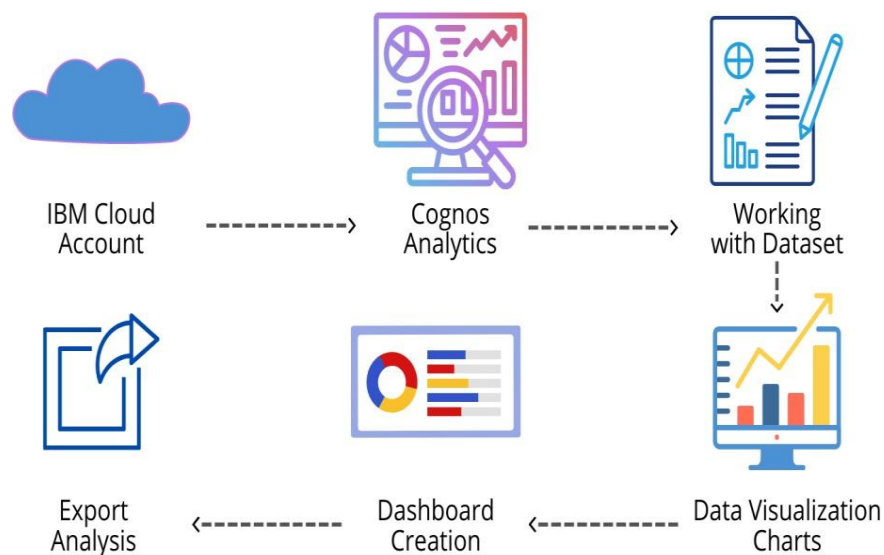 IBM Cloud
Account
Cognos
Analytics
Working
with Dataset
Export
Analysis
Dashboard
Creation
Data Visualization
Charts